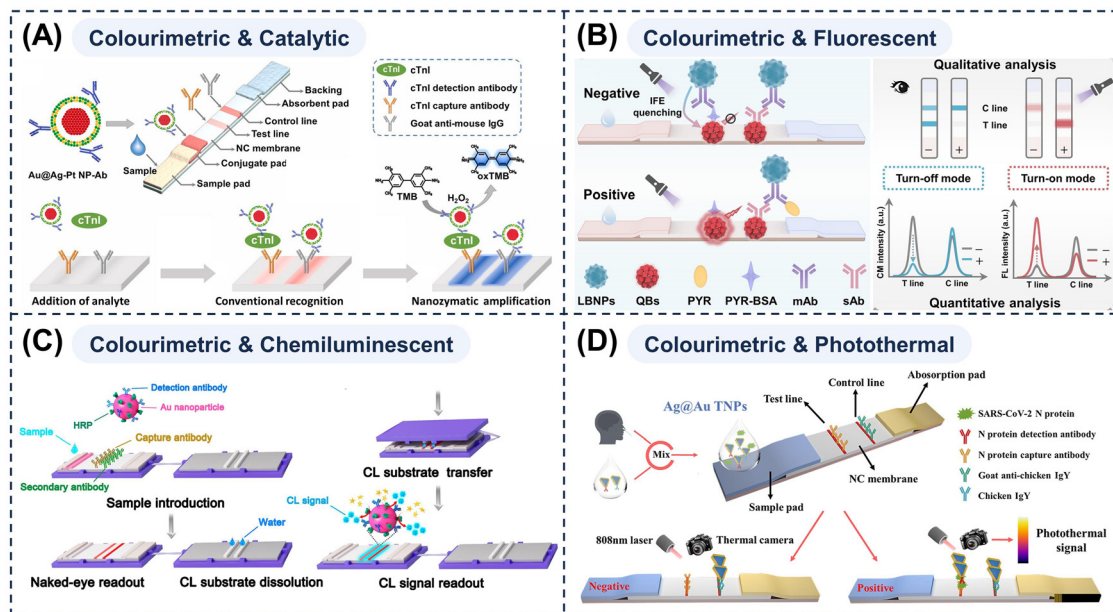 (A) Colourimetric & Catalytic
Backing
Absorbent pad
Control line
Test line
NC membrane
Conjugate pad
Sample pad
Sample
Au@Ag-Pt NP-Ab
cTnI cTnI
cTnI detection antibody
cTnI capture antibody
Goat anti-mouse IgG
TMB
H₂O₂
oxTMB
cTnI
cTnI
cTnI
Addition of analyte
Conventional recognition
Nanozymatic amplification
(B) Colourimetric & Fluorescent
Negative
IFE
quenching
Positive
LBNPs
QBs
PYR
PYR-BSA
mAb
sAb
Qualitative analysis
C line
T line
− +
− +
Turn-off mode
Turn-on mode
CM intensity (a.u.)
− +
T line C line
FL intensity (a.u.)
− +
T line C line
Quantitative analysis
(C) Colourimetric & Chemiluminescent
Detection antibody
Au nanoparticle
HRP
Sample
Capture antibody
Secondary antibody
Sample introduction
CL substrate transfer
Water
CL signal
Naked-eye readout
CL substrate dissolution
CL signal readout
(D) Colourimetric & Photothermal
Mix
Ag@Au TNPs
Test line
Control line
Abosorption pad
NC membrane
Sample pad
SARS-CoV-2 N protein
N protein detection antibody
N protein capture antibody
Goat anti-chicken IgY
Chicken IgY
808nm laser
Thermal camera
Photothermal
signal
Negative
Positive